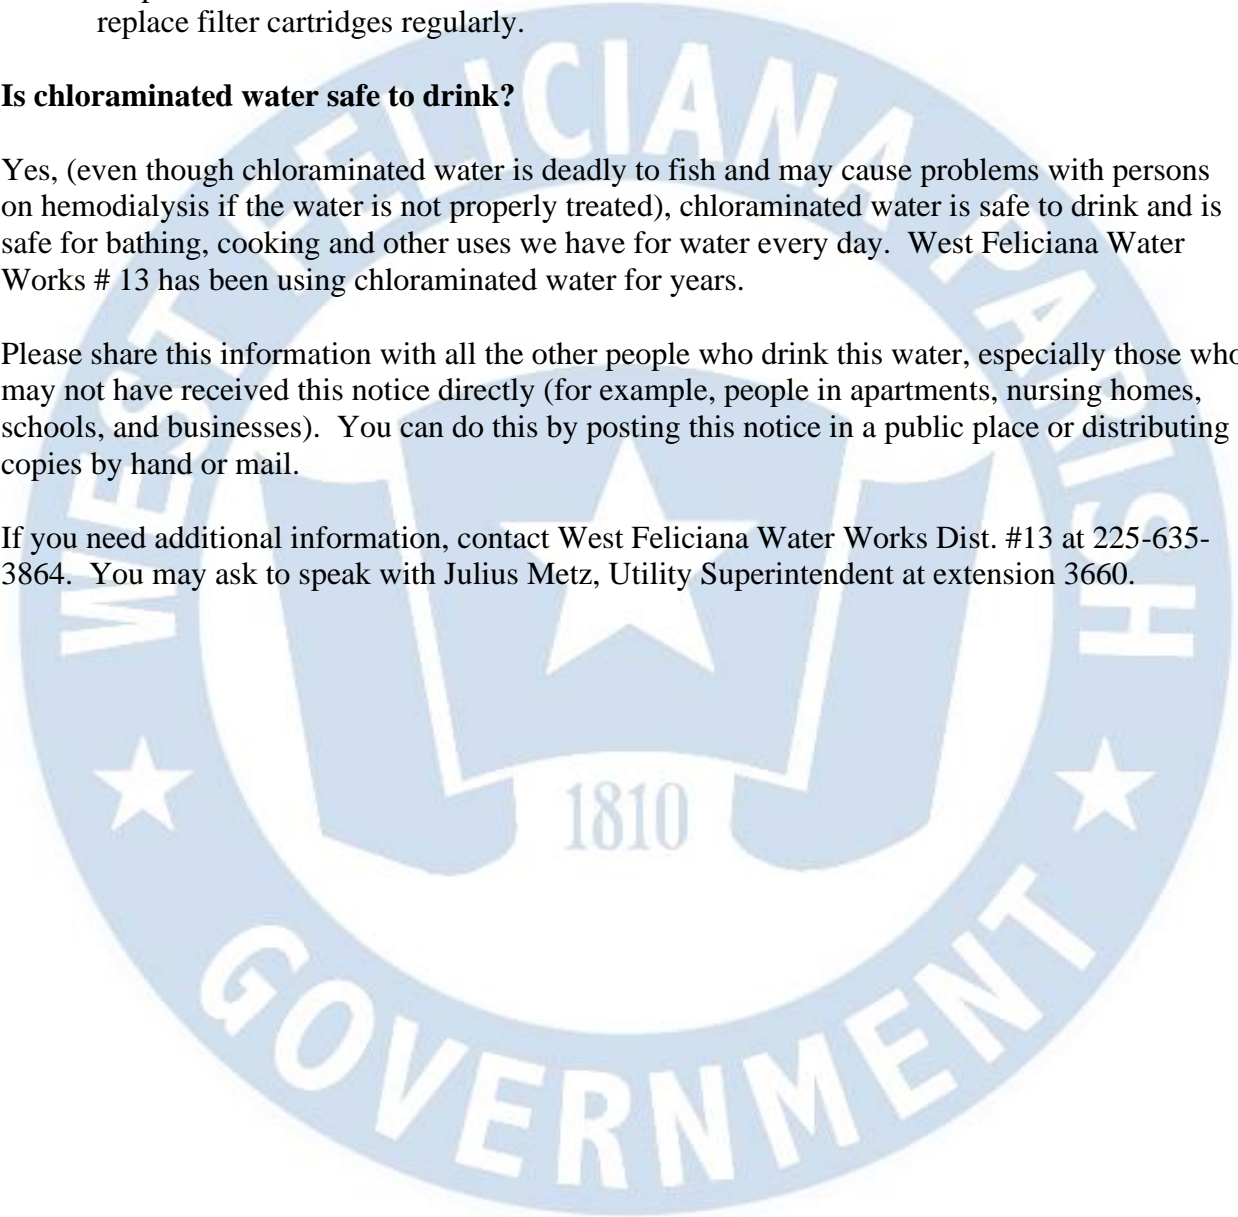 replace filter cartridges regularly.
Is chloraminated water safe to drink?
Yes, (even though chloraminated water is deadly to fish and may cause problems with persons
on hemodialysis if the water is not properly treated), chloraminated water is safe to drink and is
safe for bathing, cooking and other uses we have for water every day.  West Feliciana Water
Works # 13 has been using chloraminated water for years.
Please share this information with all the other people who drink this water, especially those who
may not have received this notice directly (for example, people in apartments, nursing homes,
schools, and businesses).  You can do this by posting this notice in a public place or distributing
copies by hand or mail.
If you need additional information, contact West Feliciana Water Works Dist. #13 at 225-635-
3864.  You may ask to speak with Julius Metz, Utility Superintendent at extension 3660.
WEST FELICIANA PARISH
1810
GOVERNMENT